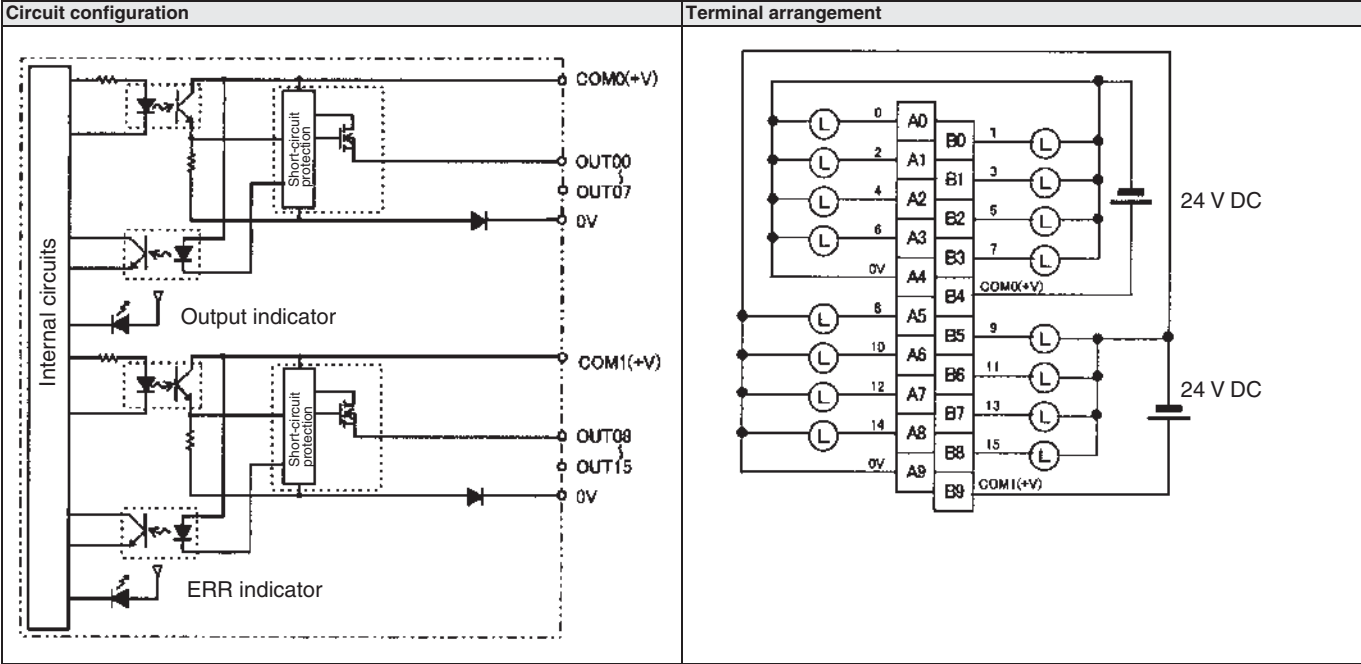 Circuit configuration
Terminal arrangement
COM0(+V)
Short-circuit protection
OUT00
OUT07
0V
Internal circuits
Output indicator
COM1(+V)
Short-circuit protection
OUT08
OUT15
0V
ERR indicator
L 0 A0
B0 1 L
L 2 A1
B1 3 L
L 4 A2
B2 5 L
24 V DC
L 6 A3
B3 7 L
0V A4
B4 COM0(+V)
L 8 A5
B5 9 L
L 10 A6
B6 11 L
24 V DC
L 12 A7
B7 13 L
L 14 A8
B8 15 L
0V A9
B9 COM1(+V)